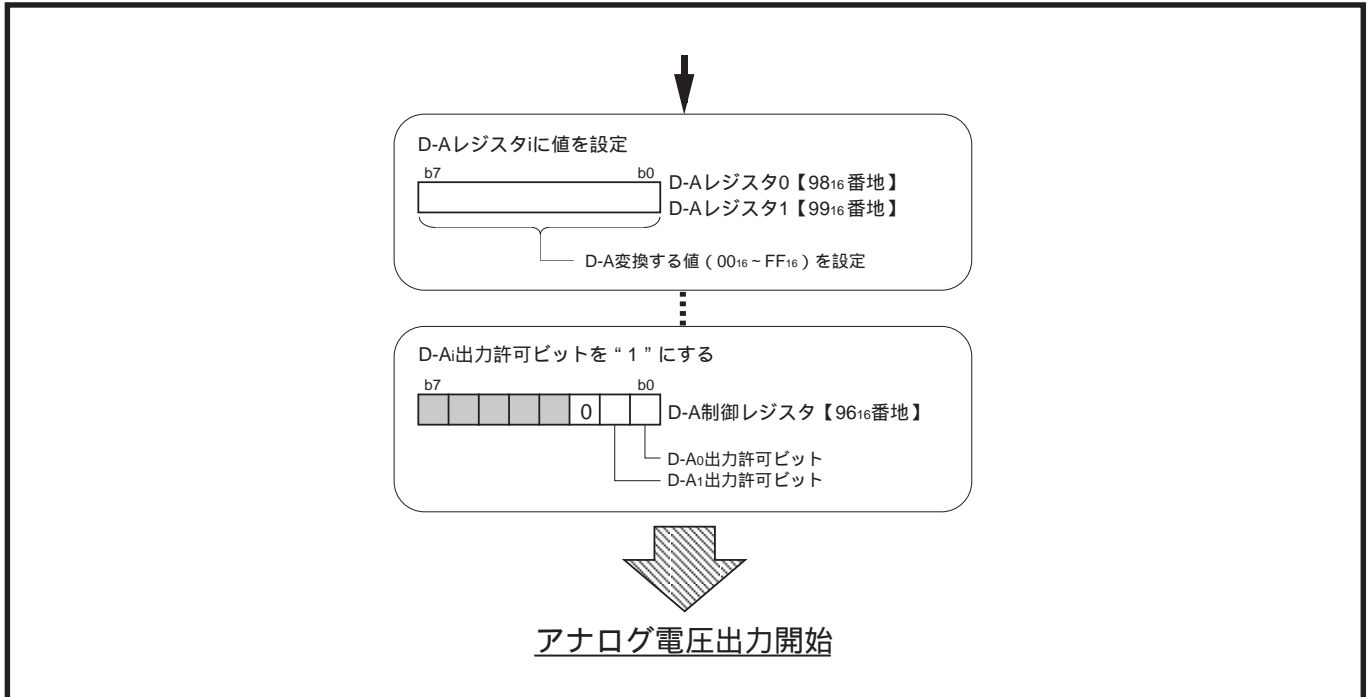 D-Aレジスタiに値を設定
b7 b0
D-Aレジスタ0【9816番地】
D-Aレジスタ1【9916番地】
D-A変換する値（0016~FF16）を設定
D-Ai出力許可ビットを“1”にする
b7 b0
0 D-A制御レジスタ【9616番地】
D-A0出力許可ビット
D-A1出力許可ビット
アナログ電圧出力開始